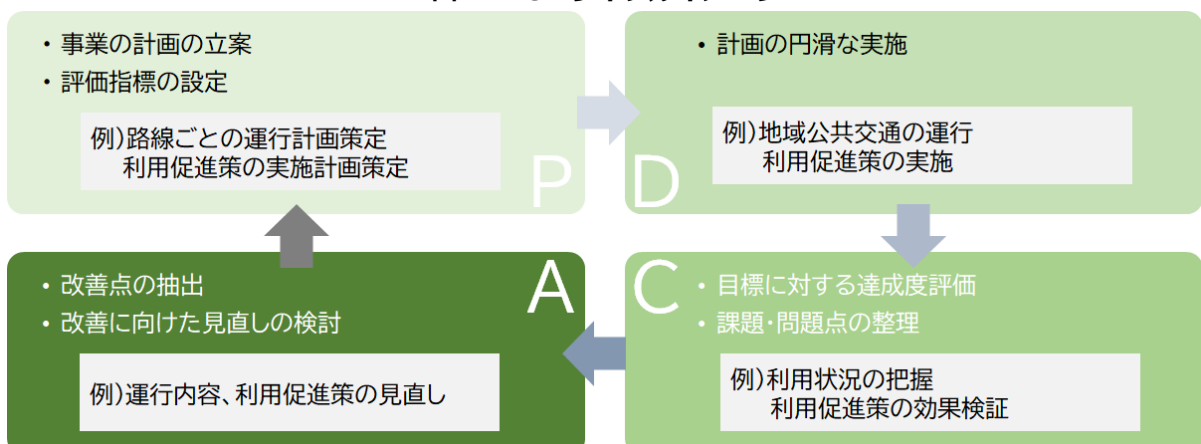 ・事業の計画の立案
・評価指標の設定
例)路線ごとの運行計画策定
利用促進策の実施計画策定
P
・計画の円滑な実施
例)地域公共交通の運行
利用促進策の実施
D
・改善点の抽出
・改善に向けた見直しの検討
例)運行内容、利用促進策の見直し
A
・目標に対する達成度評価
・課題・問題点の整理
例)利用状況の把握
利用促進策の効果検証
C